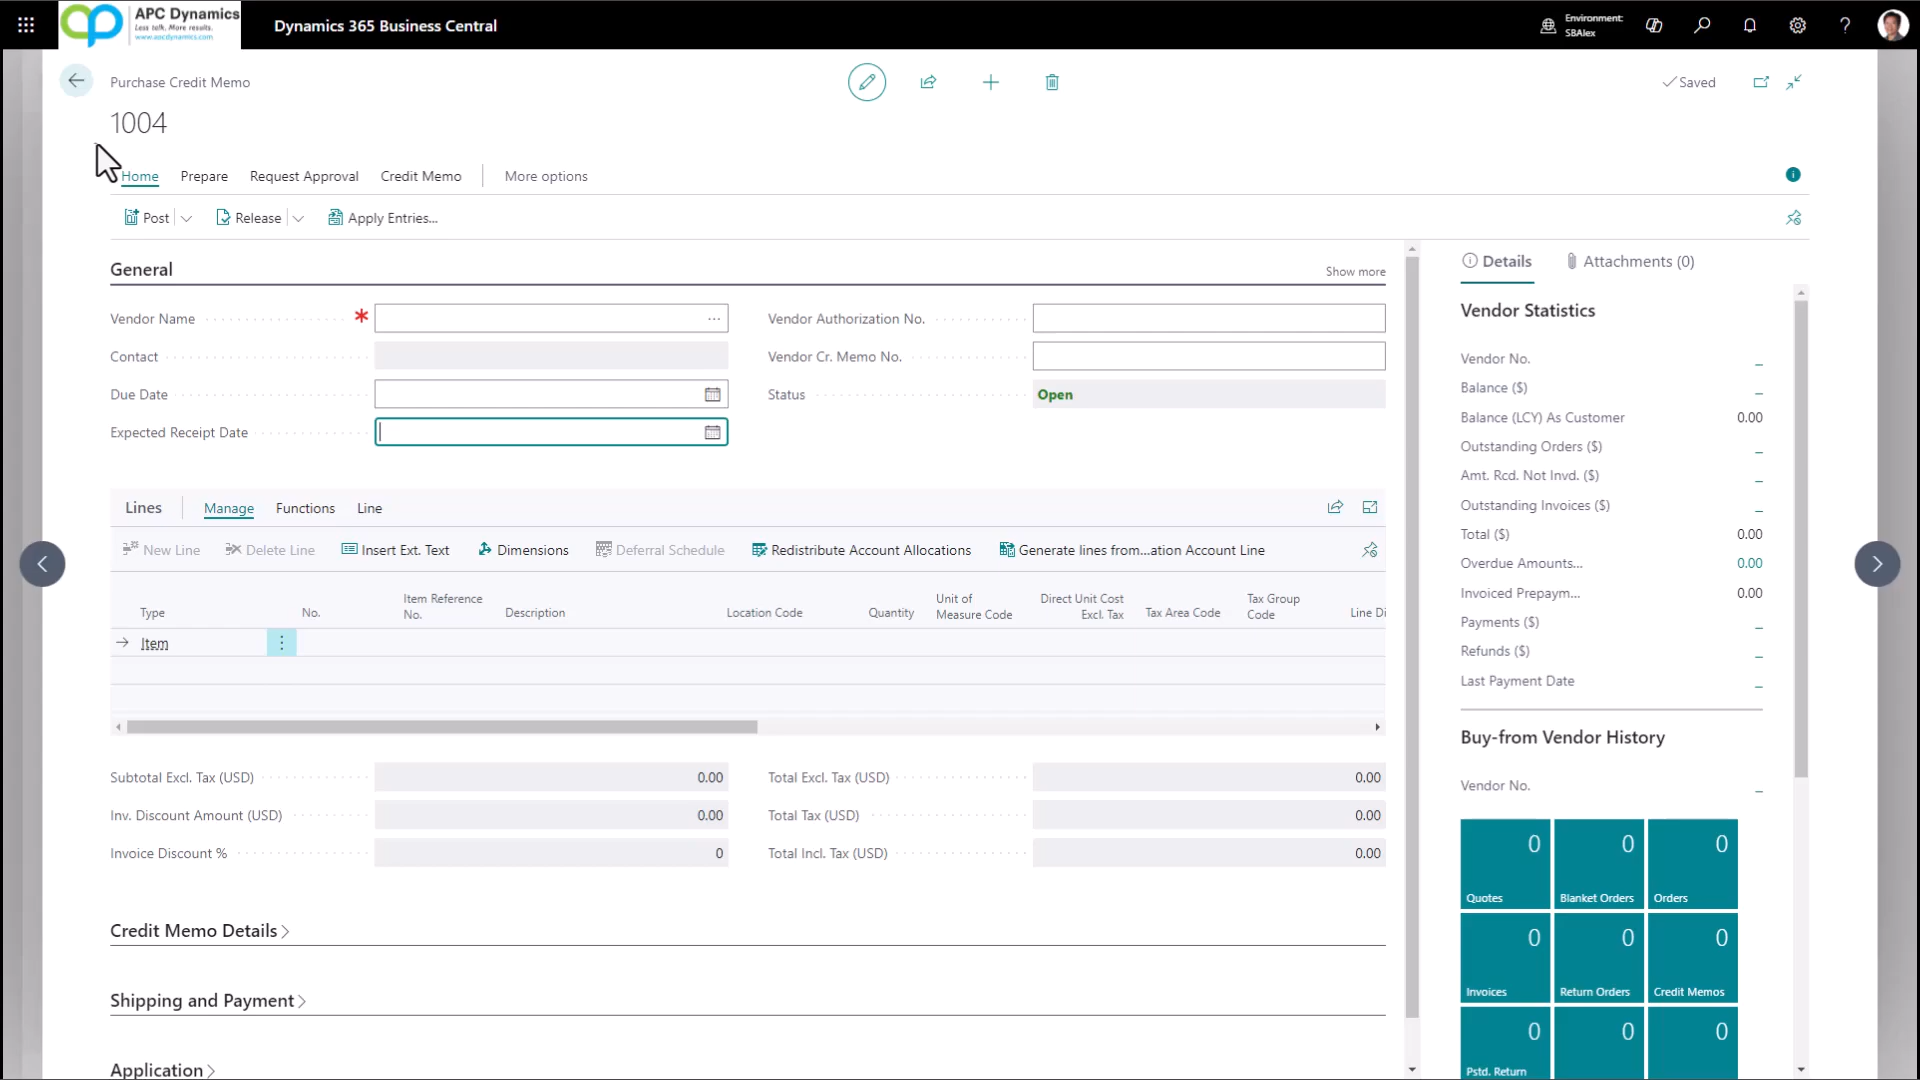 APC Dynamics
Less talk. More results.
www.apcdynamics.com
Dynamics 365 Business Central
Environment:
SBAlex
Purchase Credit Memo
Saved
1004
Home
Prepare
Request Approval
Credit Memo
More options
Post
Release
Apply Entries...
General
Show more
Vendor Name
Contact
Due Date
Expected Receipt Date
Vendor Authorization No.
Vendor Cr. Memo No.
Status
Open
Lines
Manage
Functions
Line
New Line
Delete Line
Insert Ext. Text
Dimensions
Deferral Schedule
Redistribute Account Allocations
Generate lines from...ation Account Line
Type
No.
Item Reference
No.
Description
Location Code
Quantity
Unit of
Measure Code
Direct Unit Cost
Excl. Tax
Tax Area Code
Tax Group
Code
Line Di
Item
Subtotal Excl. Tax (USD)
0.00
Inv. Discount Amount (USD)
0.00
Invoice Discount %
0
Total Excl. Tax (USD)
0.00
Total Tax (USD)
0.00
Total Incl. Tax (USD)
0.00
Credit Memo Details
Shipping and Payment
Application
Details
Attachments (0)
Vendor Statistics
Vendor No.
_
Balance ($)
_
Balance (LCY) As Customer
0.00
Outstanding Orders ($)
_
Amt. Rcd. Not Invd. ($)
_
Outstanding Invoices ($)
_
Total ($)
0.00
Overdue Amounts...
0.00
Invoiced Prepaym...
0.00
Payments ($)
_
Refunds ($)
_
Last Payment Date
_
Buy-from Vendor History
Vendor No.
_
0
Quotes
0
Blanket Orders
0
Orders
0
Invoices
0
Return Orders
0
Credit Memos
0
Pstd. Return
0
0